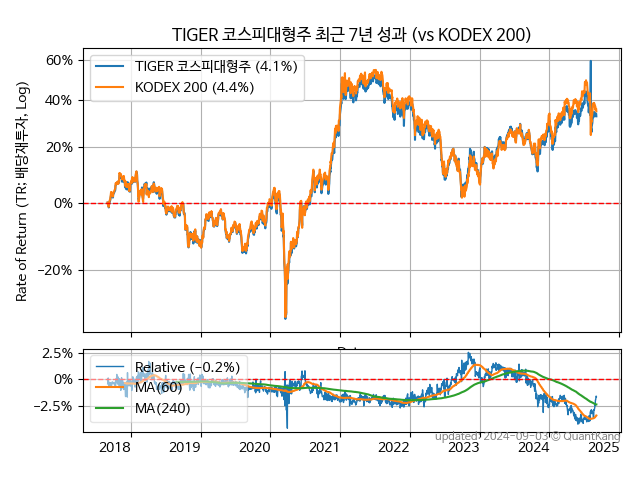 TIGER 코스피대형주 최근 7년 성과 (vs KODEX 200)
Rate of Return (TR: 배당재투자, Log)
60%
40%
20%
0%
−20%
TIGER 코스피대형주 (4.1%)
KODEX 200 (4.4%)
2.5%
0%
−2.5%
Relative (−0.2%)
MA(60)
MA(240)
2018
2019
2020
2021
2022
2023
2024
2025
updated: 2024-09-03 © QuantKang